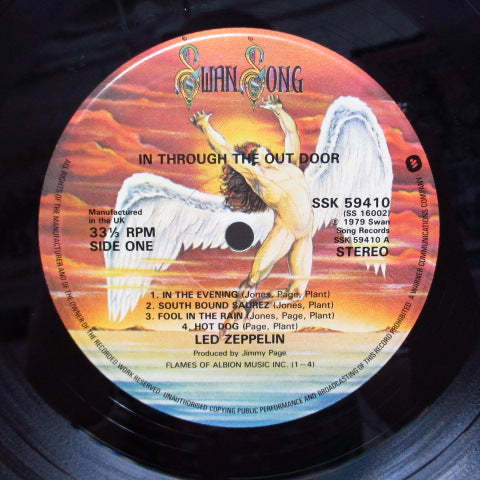 SWAN SONG
IN THROUGH THE OUT DOOR
Manufactured
in the UK
33⅓ RPM
SIDE ONE
SSK 59410
(SS 16002)
℗ 1979 Swan
Song Records
SSK 59410 A
STEREO
1. IN THE EVENING (Jones, Page, Plant)
2. SOUTH BOUND SAUREZ (Jones, Plant)
3. FOOL IN THE RAIN (Jones, Page, Plant)
4. HOT DOG (Page, Plant)
LED ZEPPELIN
Produced by Jimmy Page
FLAMES OF ALBION MUSIC INC. (1—4)
ALL RIGHTS OF THE MANUFACTURER AND OF THE OWNER OF THE RECORDED WORK RESERVED. UNAUTHORISED COPYING PUBLIC PERFORMANCE AND BROADCASTING OF THIS RECORD PROHIBITED. A WARNER COMMUNICATIONS COMPANY